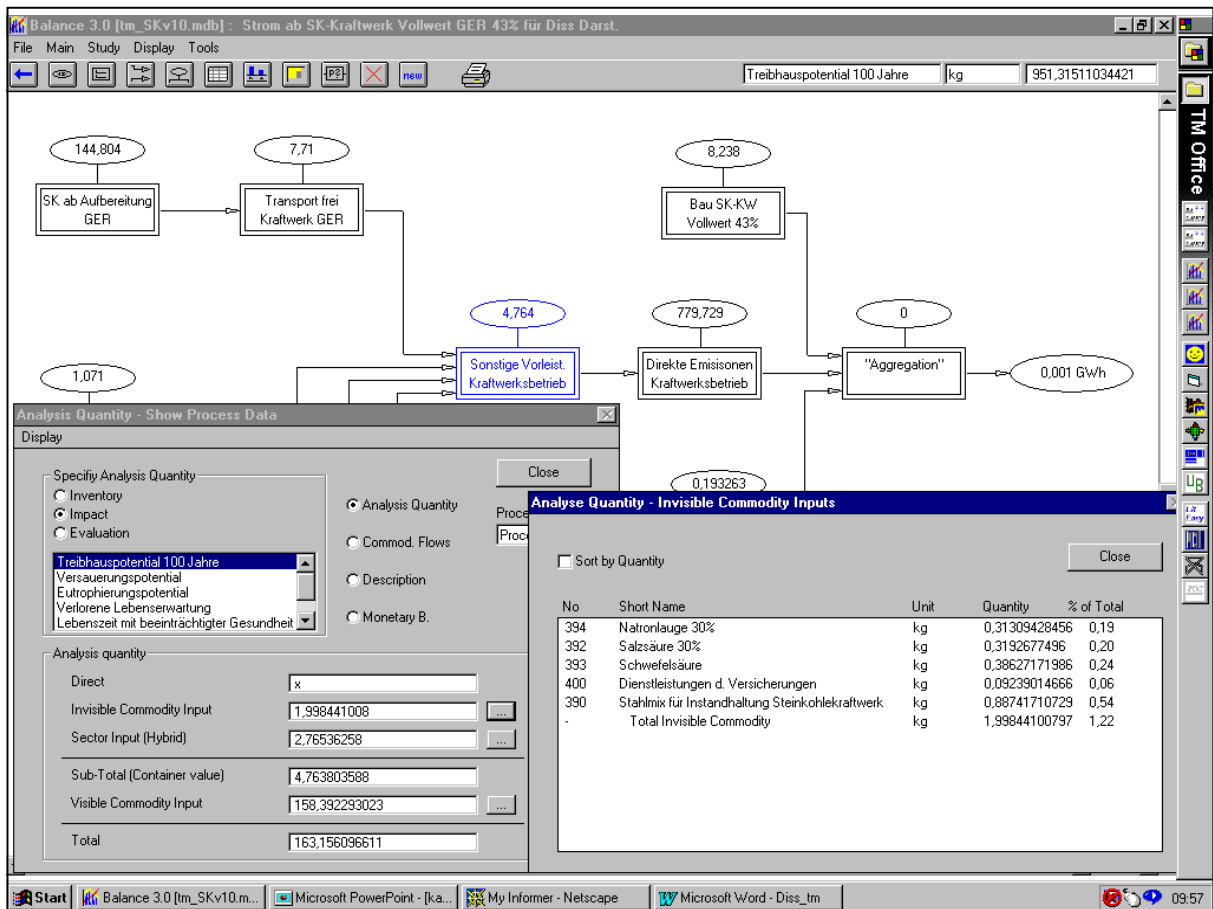 Balance 3.0 [tm_SKv10.mdb] : Strom ab SK-Kraftwerk Vollwert GER 43% für Diss Darst.
File Main Study Display Tools
P? new Treibhauspotential 100 Jahre kg 951,31511034421
TM Office
144,804
7,71
8,238
SK ab Aufbereitung
GER
Transport frei
Kraftwerk GER
Bau SK-KW
Vollwert 43%
4,764
779,729
0
Sonstige Vorleist.
Kraftwerksbetrieb
Direkte Emisionen
Kraftwerksbetrieb
"Aggregation"
0,001 GWh
1,071
0,193263
Analysis Quantity - Show Process Data
Display
Specifiy Analysis Quantity
Inventory
Impact
Evaluation
Treibhauspotential 100 Jahre
Versauerungspotential
Eutrophierungspotential
Verlorene Lebenserwartung
Lebenszeit mit beeinträchtigter Gesundheit
Analysis Quantity
Commod. Flows
Description
Monetary B.
Close
Proce
Proc
Analysis quantity
Direct x
Invisible Commodity Input 1,998441008 ...
Sector Input (Hybrid) 2,76536258 ...
Sub-Total (Container value) 4,763803588
Visible Commodity Input 158,392293023 ...
Total 163,156096611
Analyse Quantity - Invisible Commodity Inputs
Sort by Quantity
Close
No Short Name Unit Quantity % of Total
394 Natronlauge 30% kg 0,31309428456 0,19
392 Salzsäure 30% kg 0,3192677496 0,20
393 Schwefelsäure kg 0,38627171986 0,24
400 Dienstleistungen d. Versicherungen kg 0,09239014666 0,06
390 Stahlmix für Instandhaltung Steinkohlekraftwerk kg 0,88741710729 0,54
- Total Invisible Commodity kg 1,99844100797 1,22
UB
Lit
Easy
TOC
Start Balance 3.0 [tm_SKv10.m... Microsoft PowerPoint - [ka... My Informer - Netscape Microsoft Word - Diss_tm 09:57